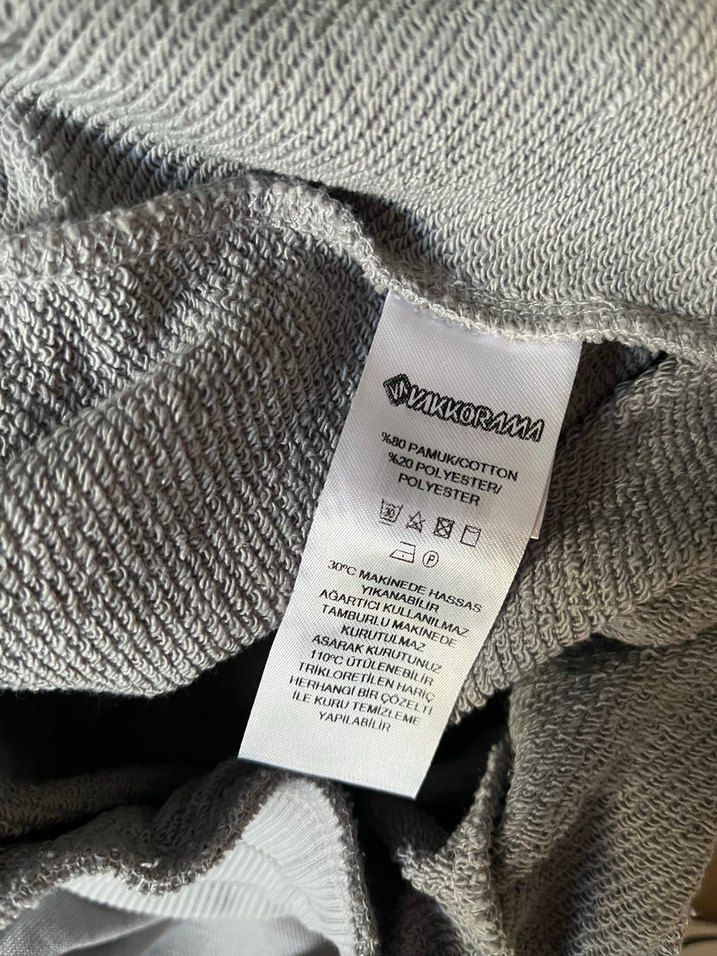 VAKKORAMA
%80 PAMUK/COTTON
%20 POLYESTER/
POLYESTER
30
P
30°C MAKİNEDE HASSAS
YIKANABİLİR
AĞARTICI KULLANILMAZ
TAMBURLU MAKİNEDE
KURUTULMAZ
ASARAK KURUTUNUZ
110°C ÜTÜLENEBİLİR
TRİKLORETİLEN HARİÇ
HERHANGİ BİR ÇÖZELTİ
İLE KURU TEMİZLEME
YAPILABİLİR